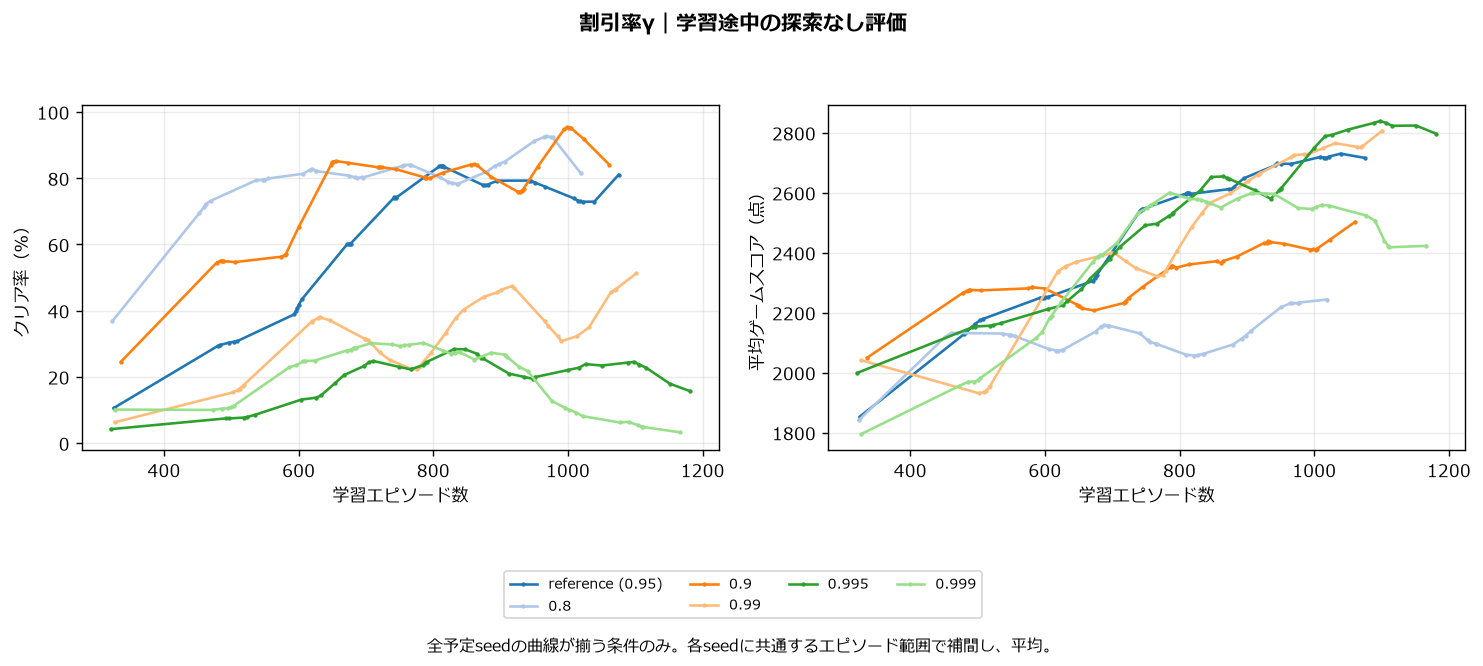 割引率γ｜学習途中の探索なし評価
クリア率（%）
100
80
60
40
20
0
400 600 800 1000 1200
学習エピソード数
平均ゲームスコア（点）
2800
2600
2400
2200
2000
1800
400 600 800 1000 1200
学習エピソード数
reference (0.95) 0.9 0.995 0.999
0.8 0.99
全予定seedの曲線が揃う条件のみ。各seedに共通するエピソード範囲で補間し、平均。